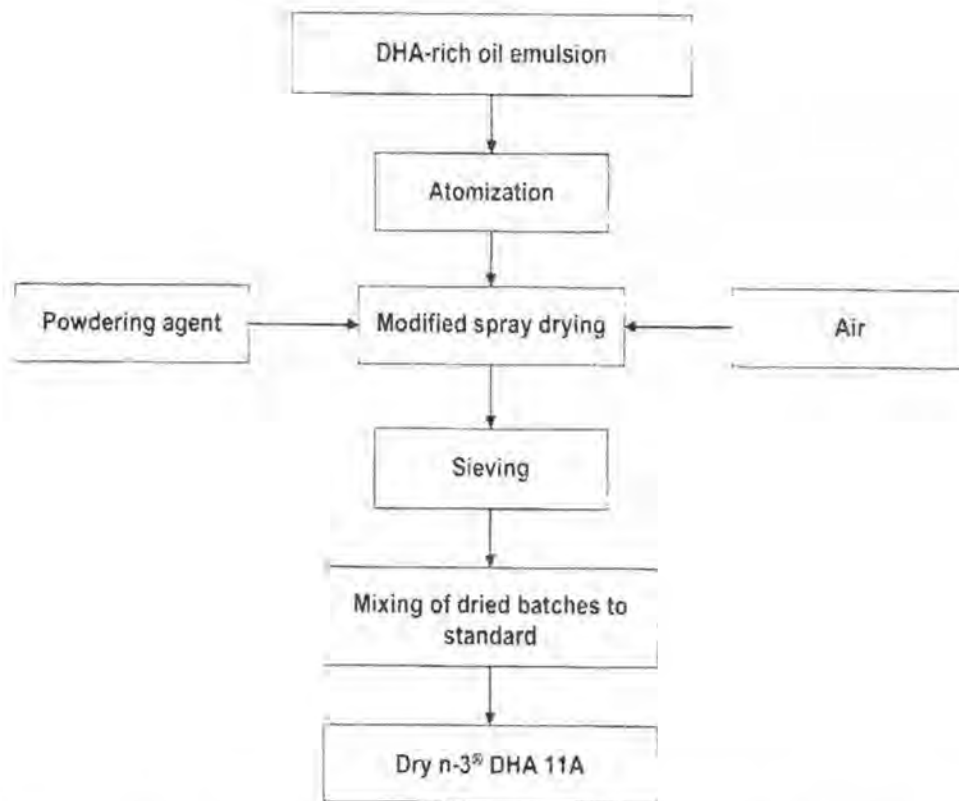 DHA-rich oil emulsion
Atomization
Powdering agent
Modified spray drying
Air
Sieving
Mixing of dried batches to
standard
Dry n-3® DHA 11A